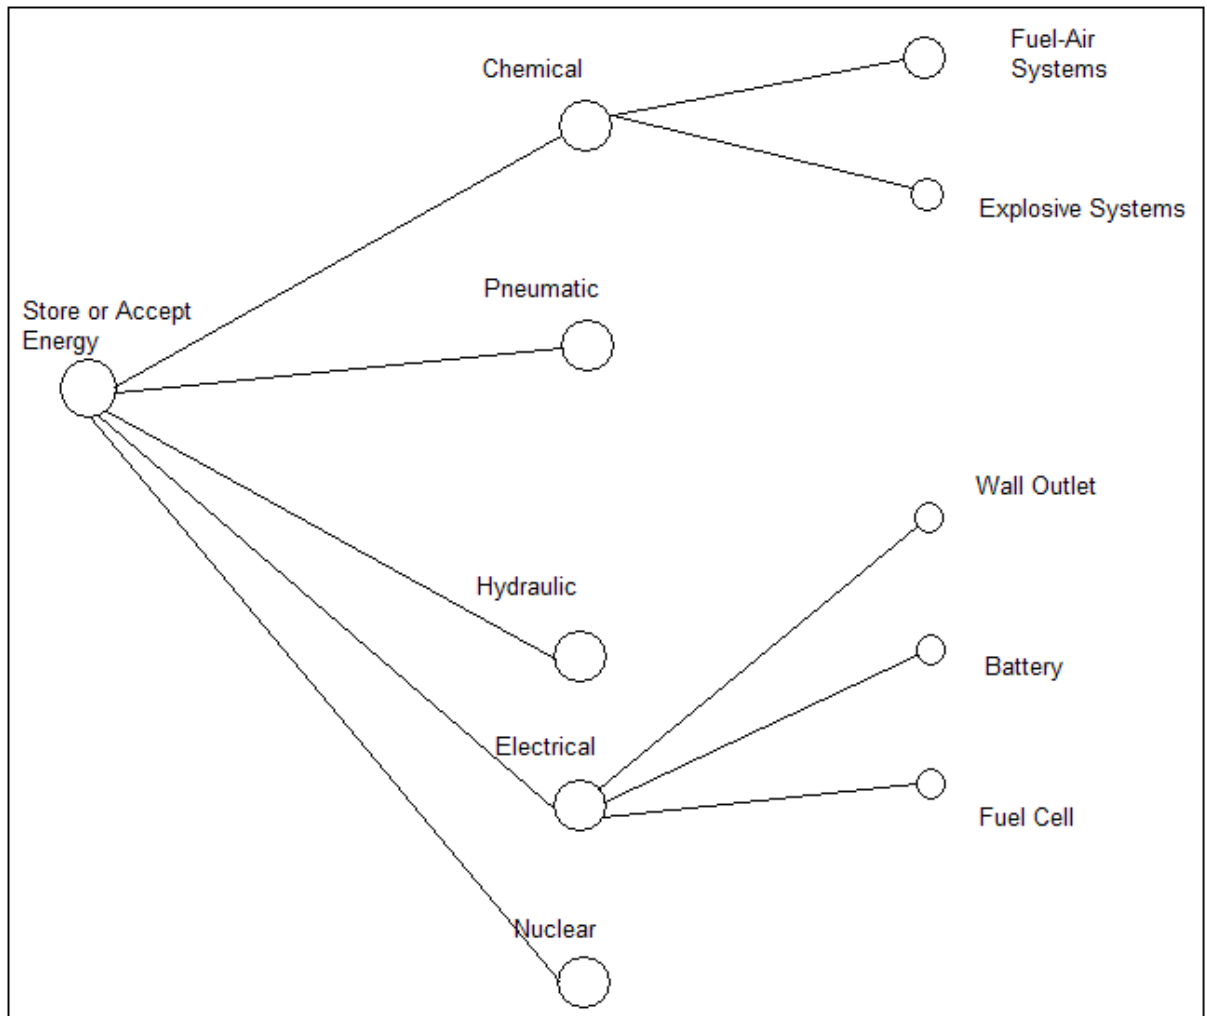 Fuel-Air
Systems
Chemical
Explosive Systems
Pneumatic
Store or Accept
Energy
Wall Outlet
Hydraulic
Battery
Electrical
Fuel Cell
Nuclear